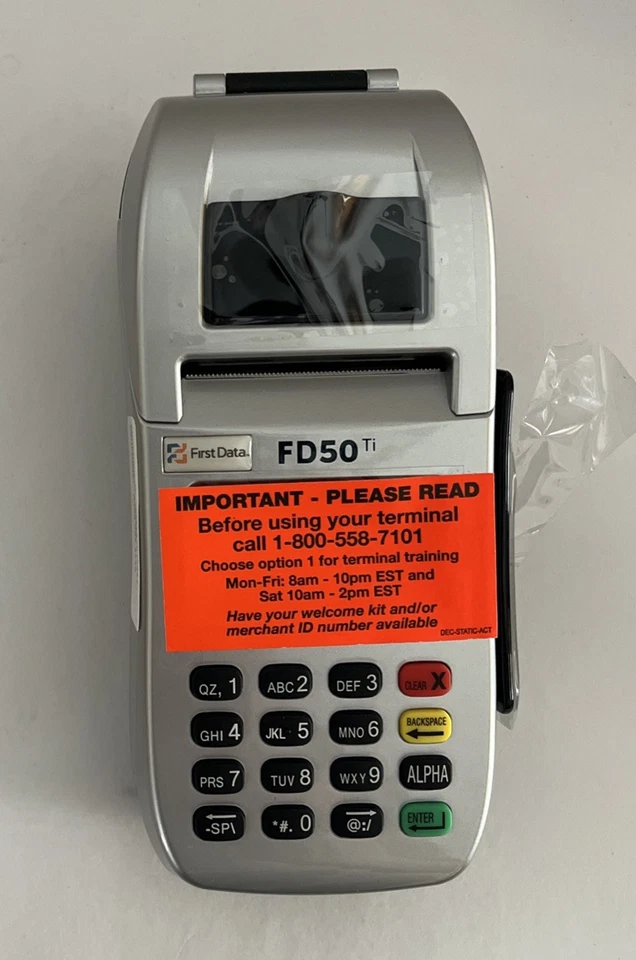 First Data. FD50 Ti
IMPORTANT - PLEASE READ
Before using your terminal
call 1-800-558-7101
Choose option 1 for terminal training
Mon-Fri: 8am - 10pm EST and
Sat 10am - 2pm EST
Have your welcome kit and/or
merchant ID number available
DEC-STATIC-ACT
QZ, 1 ABC 2 DEF 3 CLEAR X
GHI 4 JKL 5 MNO 6 BACKSPACE
PRS 7 TUV 8 WXY 9 ALPHA
-SP\ *#. 0 @:/ ENTER